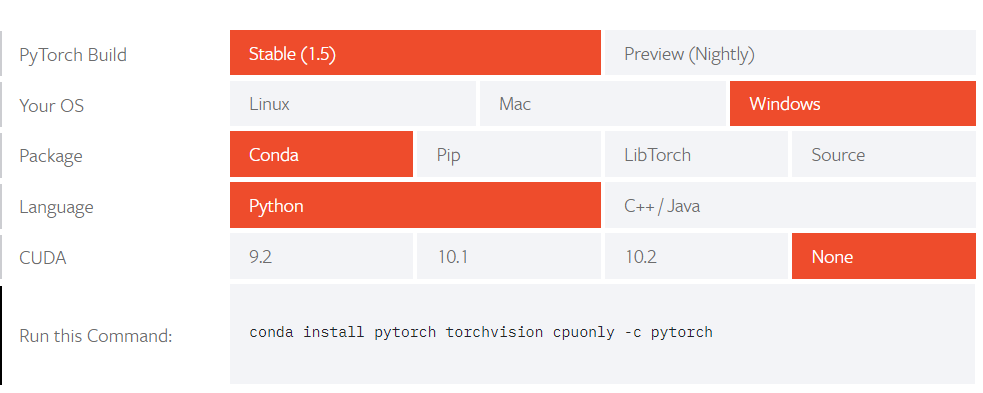 PyTorch Build Stable (1.5) Preview (Nightly)
Your OS Linux Mac Windows
Package Conda Pip LibTorch Source
Language Python C++ / Java
CUDA 9.2 10.1 10.2 None
Run this Command: conda install pytorch torchvision cpuonly -c pytorch